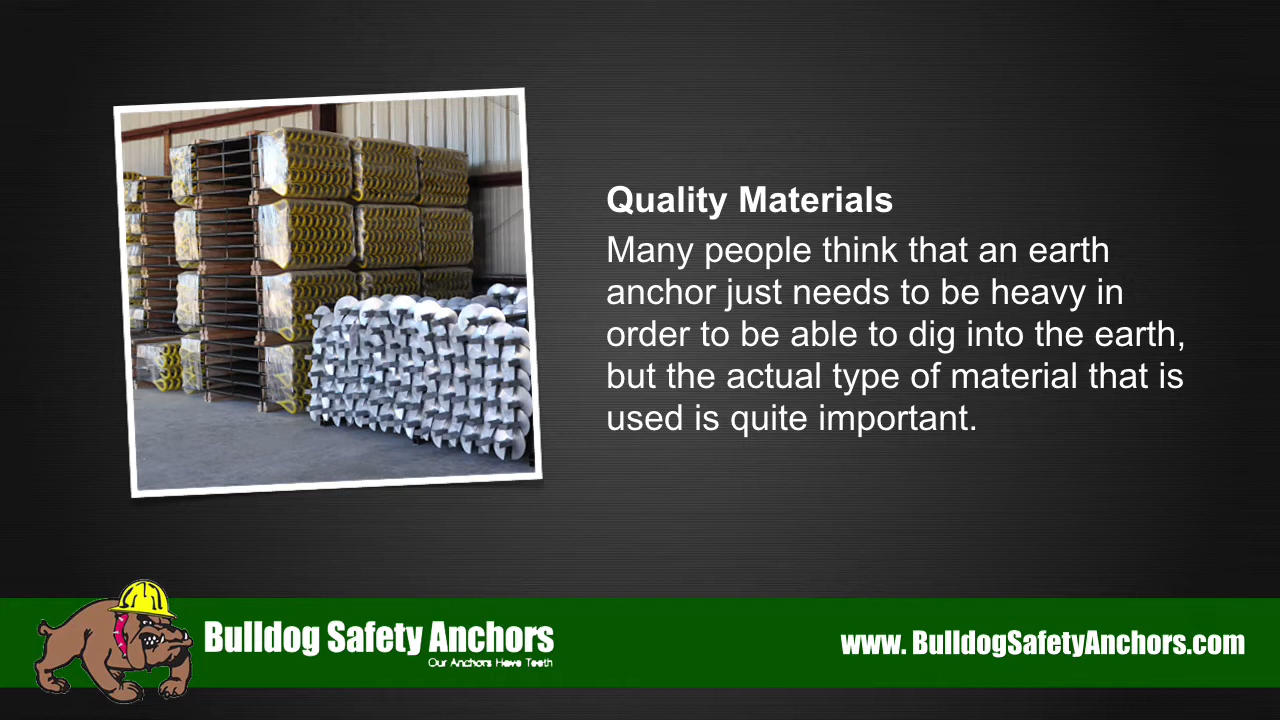 Quality Materials
Many people think that an earth
anchor just needs to be heavy in
order to be able to dig into the earth,
but the actual type of material that is
used is quite important.
Bulldog Safety Anchors
Our Anchors Have Teeth
www. BulldogSafetyAnchors.com